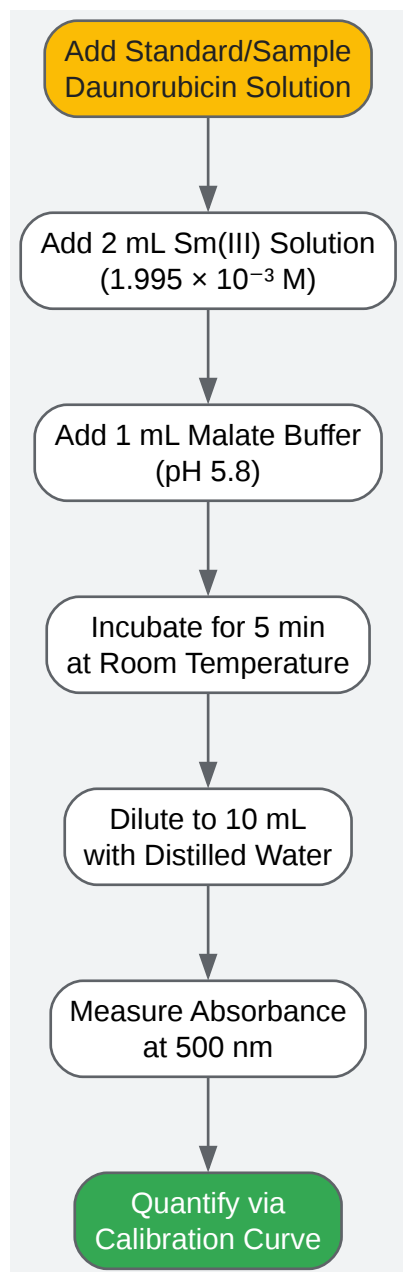 Add Standard/Sample
Daunorubicin Solution
Add 2 mL Sm(III) Solution
(1.995 × 10⁻³ M)
Add 1 mL Malate Buffer
(pH 5.8)
Incubate for 5 min
at Room Temperature
Dilute to 10 mL
with Distilled Water
Measure Absorbance
at 500 nm
Quantify via
Calibration Curve